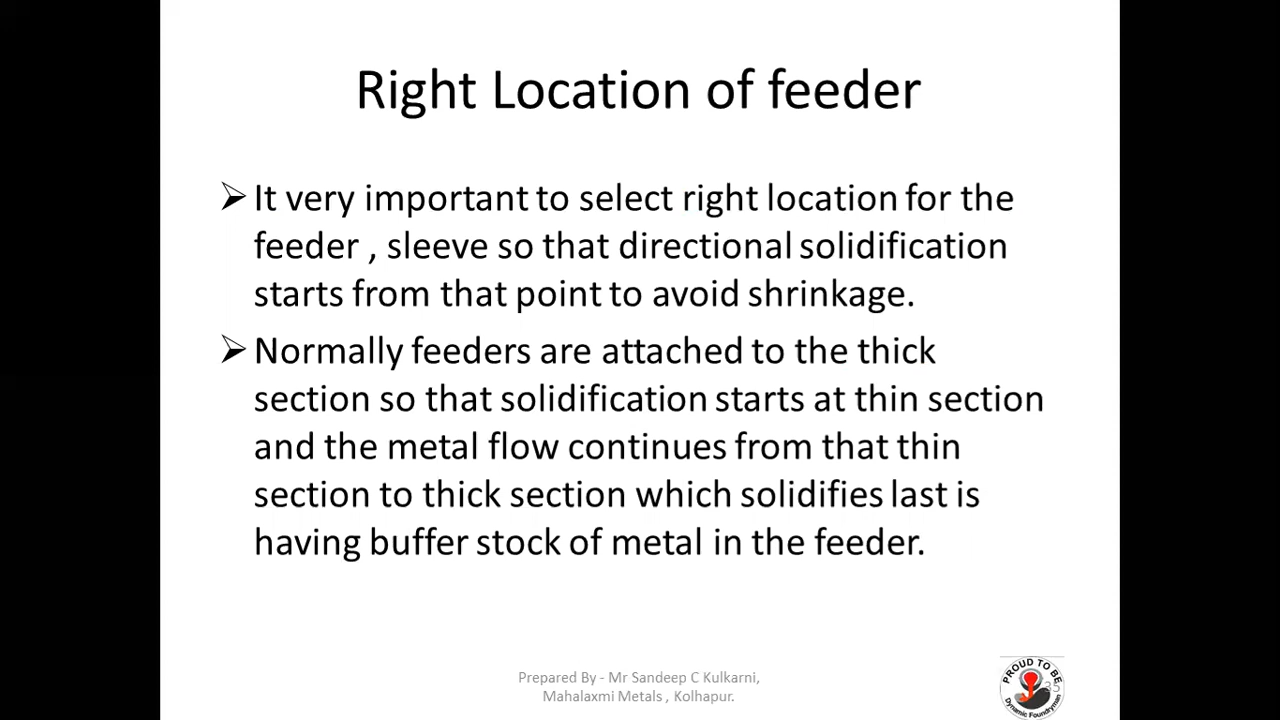 Right Location of feeder
It very important to select right location for the
feeder , sleeve so that directional solidification
starts from that point to avoid shrinkage.
Normally feeders are attached to the thick
section so that solidification starts at thin section
and the metal flow continues from that thin
section to thick section which solidifies last is
having buffer stock of metal in the feeder.
Prepared By - Mr Sandeep C Kulkarni,
Mahalaxmi Metals , Kolhapur.
PROUD TO BE
Dynamic Foundryman